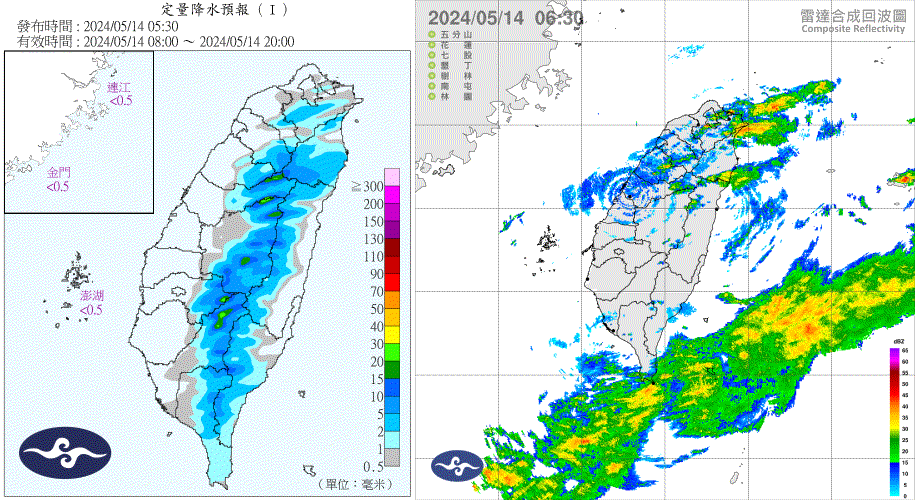 定量降水預報 ( I )
發布時間 : 2024/05/14 05:30
有效時間 : 2024/05/14 08:00 ～ 2024/05/14 20:00
連江
<0.5
金門
<0.5
澎湖
<0.5
≧ 300
200
150
130
110
90
70
50
40
30
20
15
10
5
2
1
0.5
(單位：毫米)
2024/05/14 06:30
雷達合成回波圖
Composite Reflectivity
五分山
花蓮
七股
墾丁
樹林
南屯
林園
dBZ
65
60
55
50
45
40
35
30
25
20
15
10
5
0